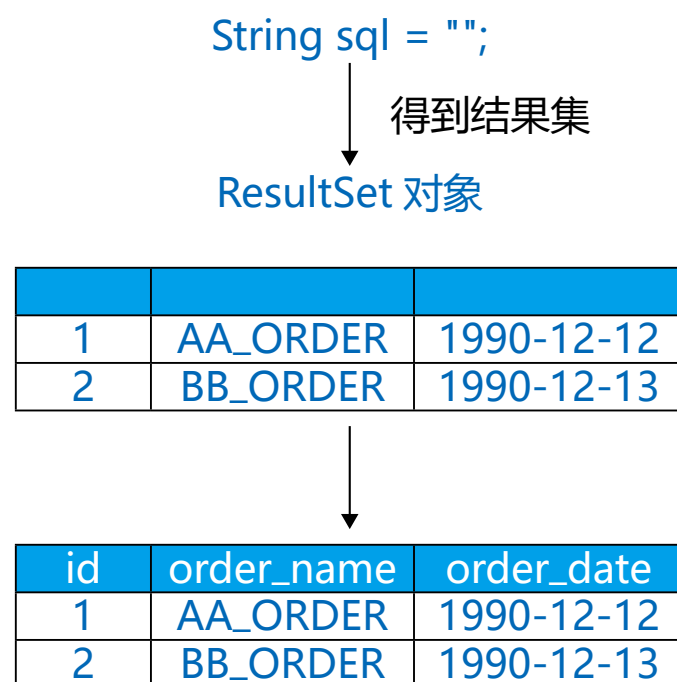 String sql = "";
得到结果集
ResultSet 对象
1 AA_ORDER 1990-12-12
2 BB_ORDER 1990-12-13
id order_name order_date
1 AA_ORDER 1990-12-12
2 BB_ORDER 1990-12-13